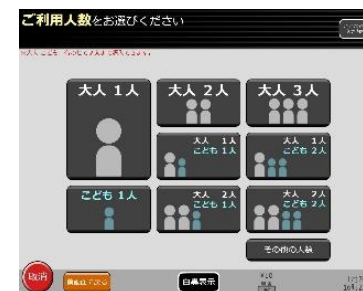 ご利用人数をお選びください
大人 1人
大人 2人
大人 3人
大人 1人
こども 1人
大人 1人
こども 2人
こども 1人
大人 2人
こども 1人
大人 2人
こども 2人
その他の人数
取消
白黒表示